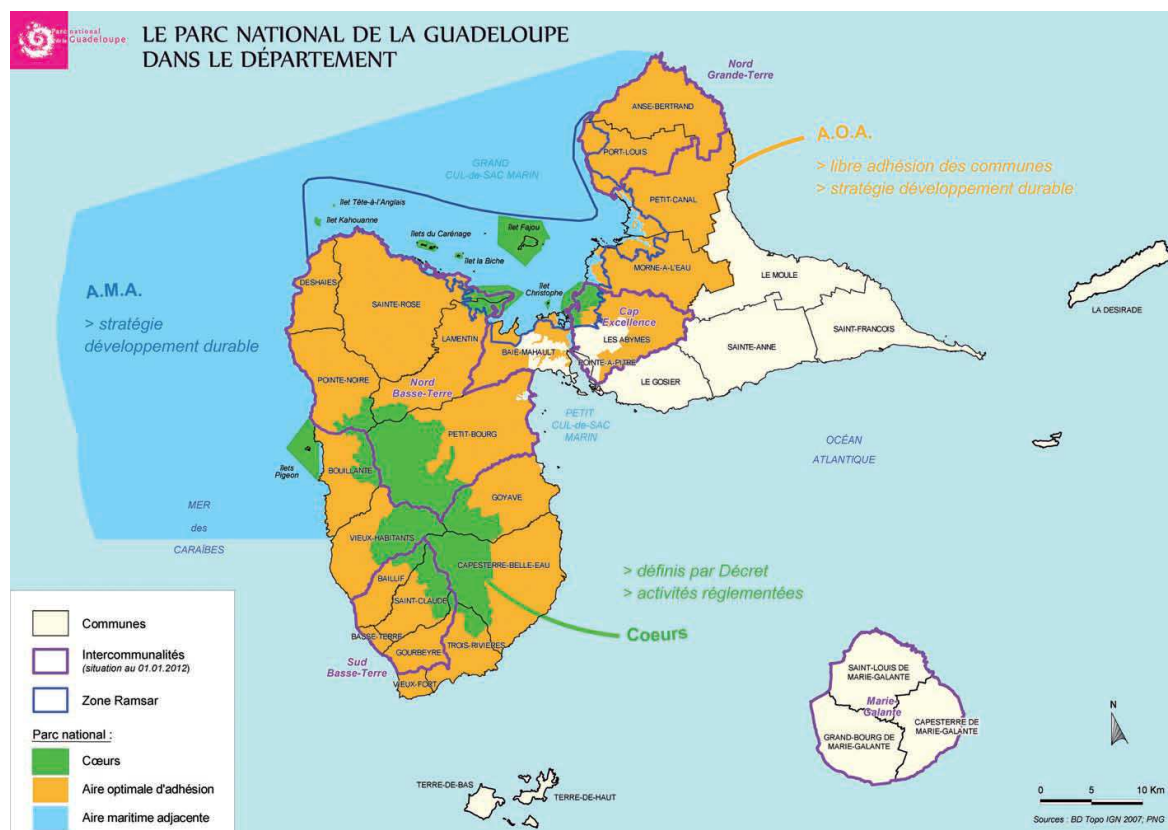 Parc national
de la Guadeloupe
LE PARC NATIONAL DE LA GUADELOUPE
DANS LE DÉPARTEMENT
Nord
Grande-Terre
ANSE-BERTRAND
PORT-LOUIS
A.O.A.
> libre adhésion des communes
> stratégie développement durable
GRAND
CUL-de-SAC MARIN
PETIT-CANAL
Ilet Tête-à-l'Anglais
Ilet Kahouanne
Ilets du Carénage
Ilet Fajou
Ilet la Biche
MORNE-A-L'EAU
LE MOULE
DESHAIES
Ilet
Christophe
A.M.A.
> stratégie
développement durable
SAINTE-ROSE
LA DESIRADE
Cap
Excellence
SAINT-FRANCOIS
LAMENTIN
LES ABYMES
SAINTE-ANNE
BAIE-MAHAULT
POINTE-A-PITRE
LE GOSIER
POINTE-NOIRE
Nord
Basse-Terre
PETIT
CUL-de-SAC
MARIN
PETIT-BOURG
OCÉAN
ATLANTIQUE
Ilets
Pigeon
BOUILLANTE
GOYAVE
MER
des
CARAÏBES
VIEUX-HABITANTS
CAPESTERRE-BELLE-EAU
> définis par Décret
> activités réglementées
BAILLIF
SAINT-CLAUDE
Coeurs
BASSE-TERRE
GOURBEYRE
TROIS-RIVIERES
Sud
Basse-Terre
VIEUX-FORT
SAINT-LOUIS DE
MARIE-GALANTE
Marie-
Galante
CAPESTERRE DE
MARIE-GALANTE
GRAND-BOURG DE
MARIE-GALANTE
TERRE-DE-BAS
TERRE-DE-HAUT
Communes
Intercommunalités
(situation au 01.01.2012)
Zone Ramsar
Parc national :
Cœurs
Aire optimale d'adhésion
Aire maritime adjacente
N
0 5 10 Km
Sources : BD Topo IGN 2007; PNG